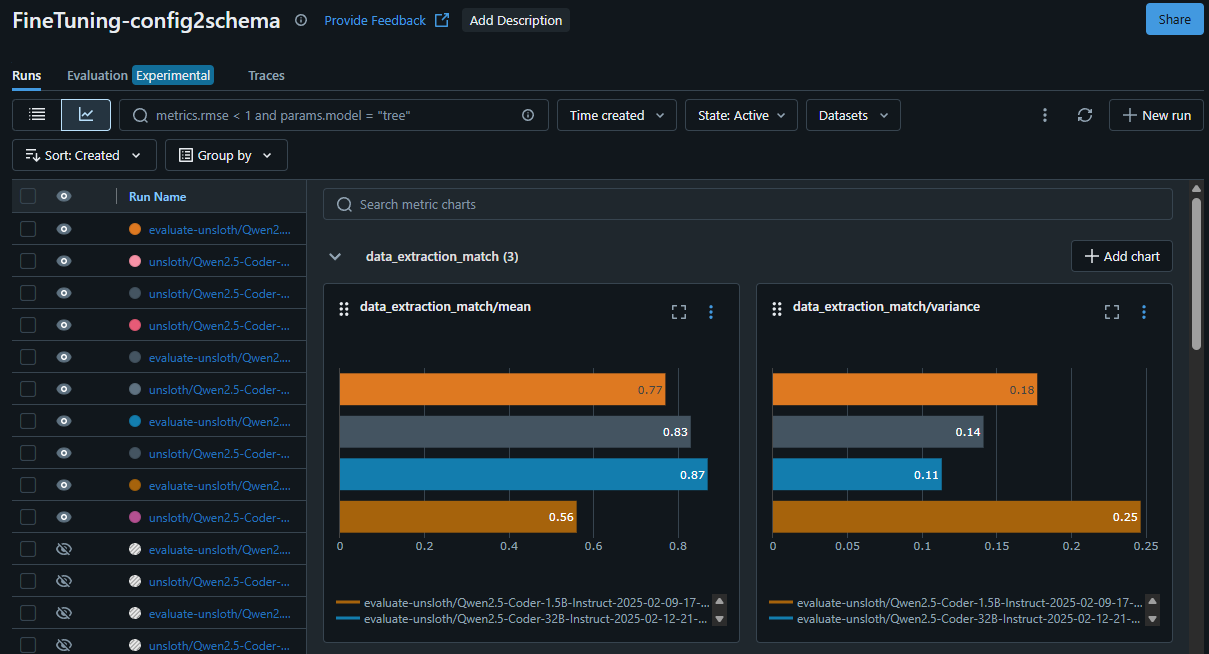 FineTuning-config2schema Provide Feedback Add Description Share
Runs Evaluation Experimental Traces
metrics.rmse < 1 and params.model = "tree" Time created State: Active Datasets New run
Sort: Created Group by
Run Name
evaluate-unsloth/Qwen2....
unsloth/Qwen2.5-Coder-...
unsloth/Qwen2.5-Coder-...
unsloth/Qwen2.5-Coder-...
evaluate-unsloth/Qwen2....
unsloth/Qwen2.5-Coder-...
evaluate-unsloth/Qwen2....
unsloth/Qwen2.5-Coder-...
evaluate-unsloth/Qwen2....
unsloth/Qwen2.5-Coder-...
evaluate-unsloth/Qwen2....
unsloth/Qwen2.5-Coder-...
evaluate-unsloth/Qwen2....
unsloth/Qwen2.5-Coder-...
Search metric charts
data_extraction_match (3) Add chart
data_extraction_match/mean
0.77
0.83
0.87
0.56
0 0.2 0.4 0.6 0.8
evaluate-unsloth/Qwen2.5-Coder-1.5B-Instruct-2025-02-09-17-...
evaluate-unsloth/Qwen2.5-Coder-32B-Instruct-2025-02-12-21-...
data_extraction_match/variance
0.18
0.14
0.11
0.25
0 0.05 0.1 0.15 0.2 0.25
evaluate-unsloth/Qwen2.5-Coder-1.5B-Instruct-2025-02-09-17-...
evaluate-unsloth/Qwen2.5-Coder-32B-Instruct-2025-02-12-21-...